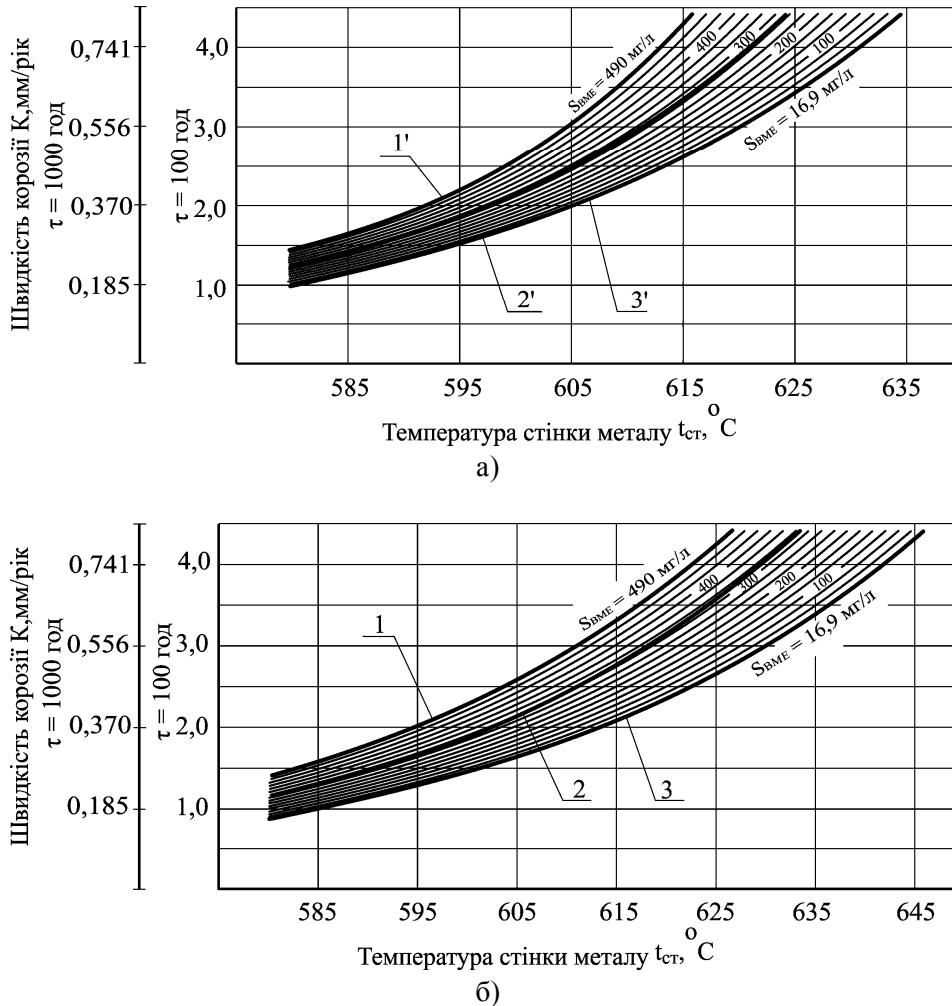 Швидкість корозії К,мм/рік
τ = 1000 год
0,741
0,556
0,370
0,185
τ = 100 год
4,0
3,0
2,0
1,0
S_ВМЕ = 490 мг/л
400
300
200
100
S_ВМЕ = 16,9 мг/л
1'
2'
3'
585 595 605 615 625 635
Температура стінки металу t_ст, °C
а)
Швидкість корозії К,мм/рік
τ = 1000 год
0,741
0,556
0,370
0,185
τ = 100 год
4,0
3,0
2,0
1,0
S_ВМЕ = 490 мг/л
400
300
200
100
S_ВМЕ = 16,9 мг/л
1
2
3
585 595 605 615 625 635 645
Температура стінки металу t_ст, °C
б)